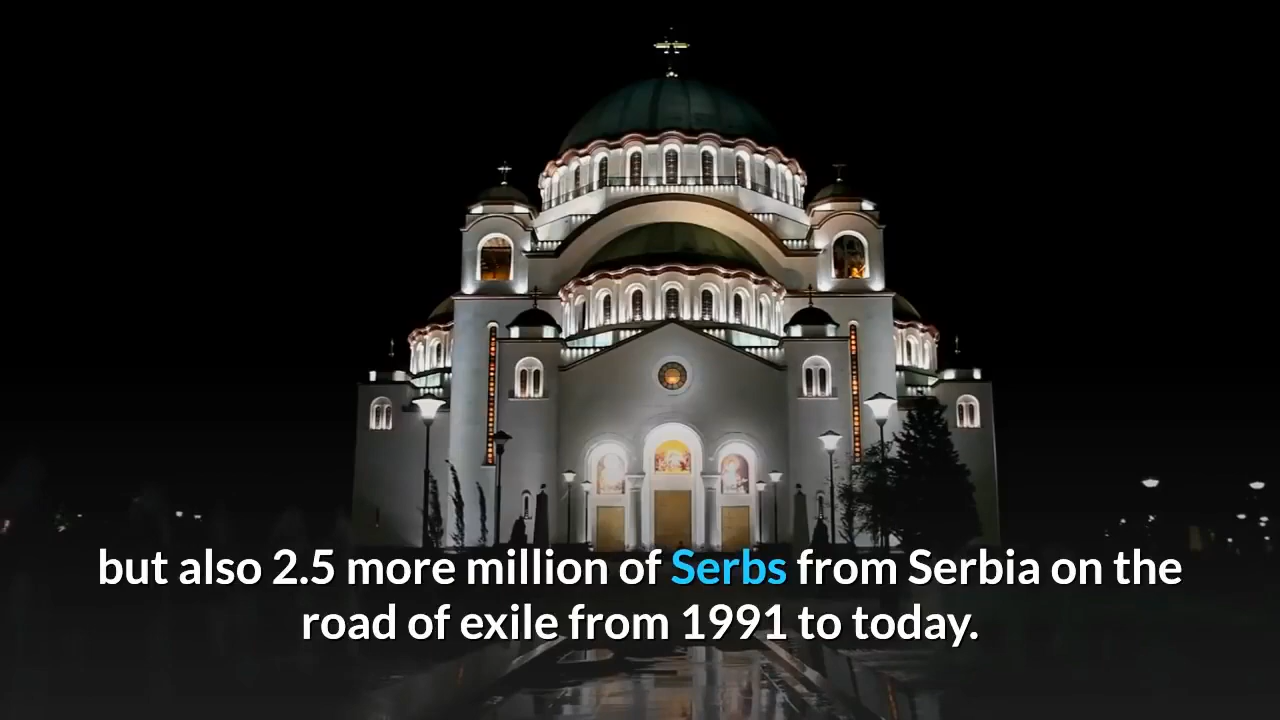 but also 2.5 more million of Serbs from Serbia on the
road of exile from 1991 to today.